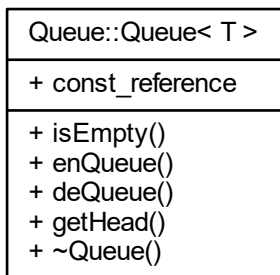 Queue::Queue< T >
+ const_reference
+ isEmpty()
+ enQueue()
+ deQueue()
+ getHead()
+ ~Queue()